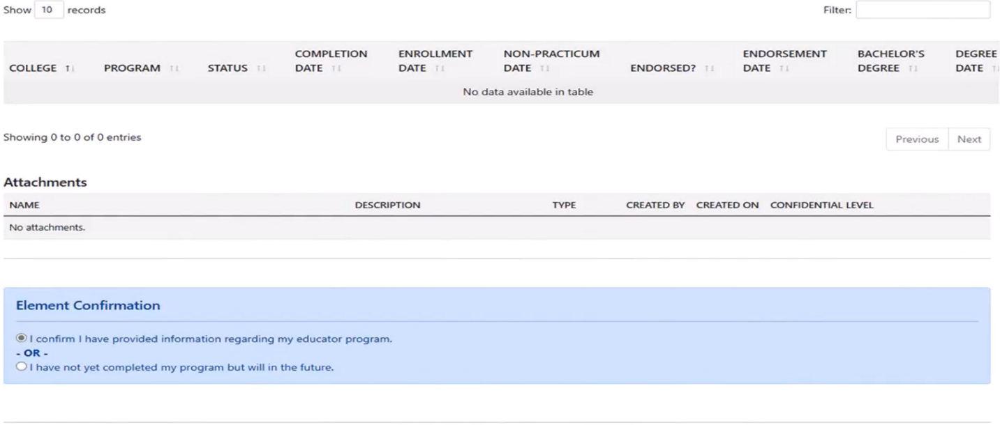 Show 10 records
Filter:
COLLEGE PROGRAM STATUS COMPLETION DATE ENROLLMENT DATE NON-PRACTICUM DATE ENDORSED? ENDORSEMENT DATE BACHELOR'S DEGREE DEGREE DATE
No data available in table
Showing 0 to 0 of 0 entries
Previous Next
Attachments
NAME DESCRIPTION TYPE CREATED BY CREATED ON CONFIDENTIAL LEVEL
No attachments.
Element Confirmation
I confirm I have provided information regarding my educator program.
- OR -
I have not yet completed my program but will in the future.